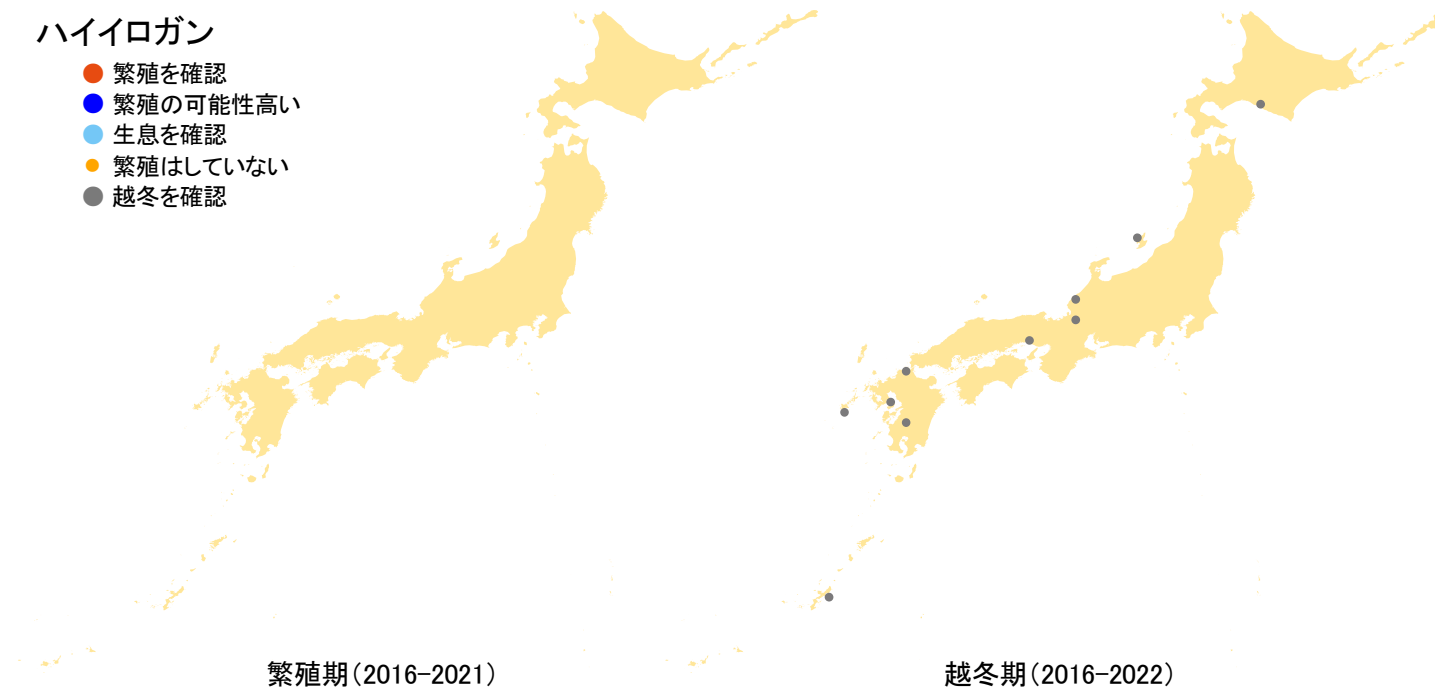 ハイイロガン
繁殖を確認
繁殖の可能性高い
生息を確認
繁殖はしていない
越冬を確認
繁殖期（2016-2021）
越冬期（2016-2022）